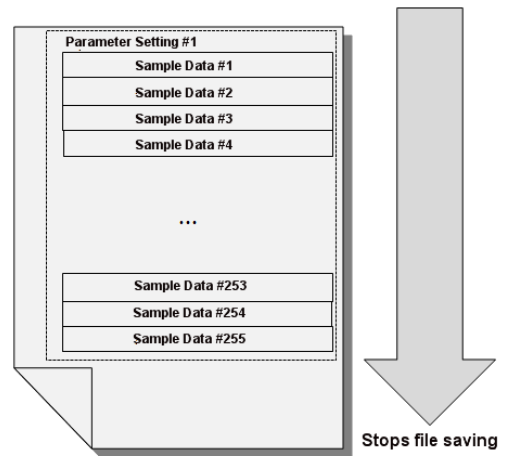 Parameter Setting #1
Sample Data #1
Sample Data #2
Sample Data #3
Sample Data #4
...
Sample Data #253
Sample Data #254
Sample Data #255
Stops file saving